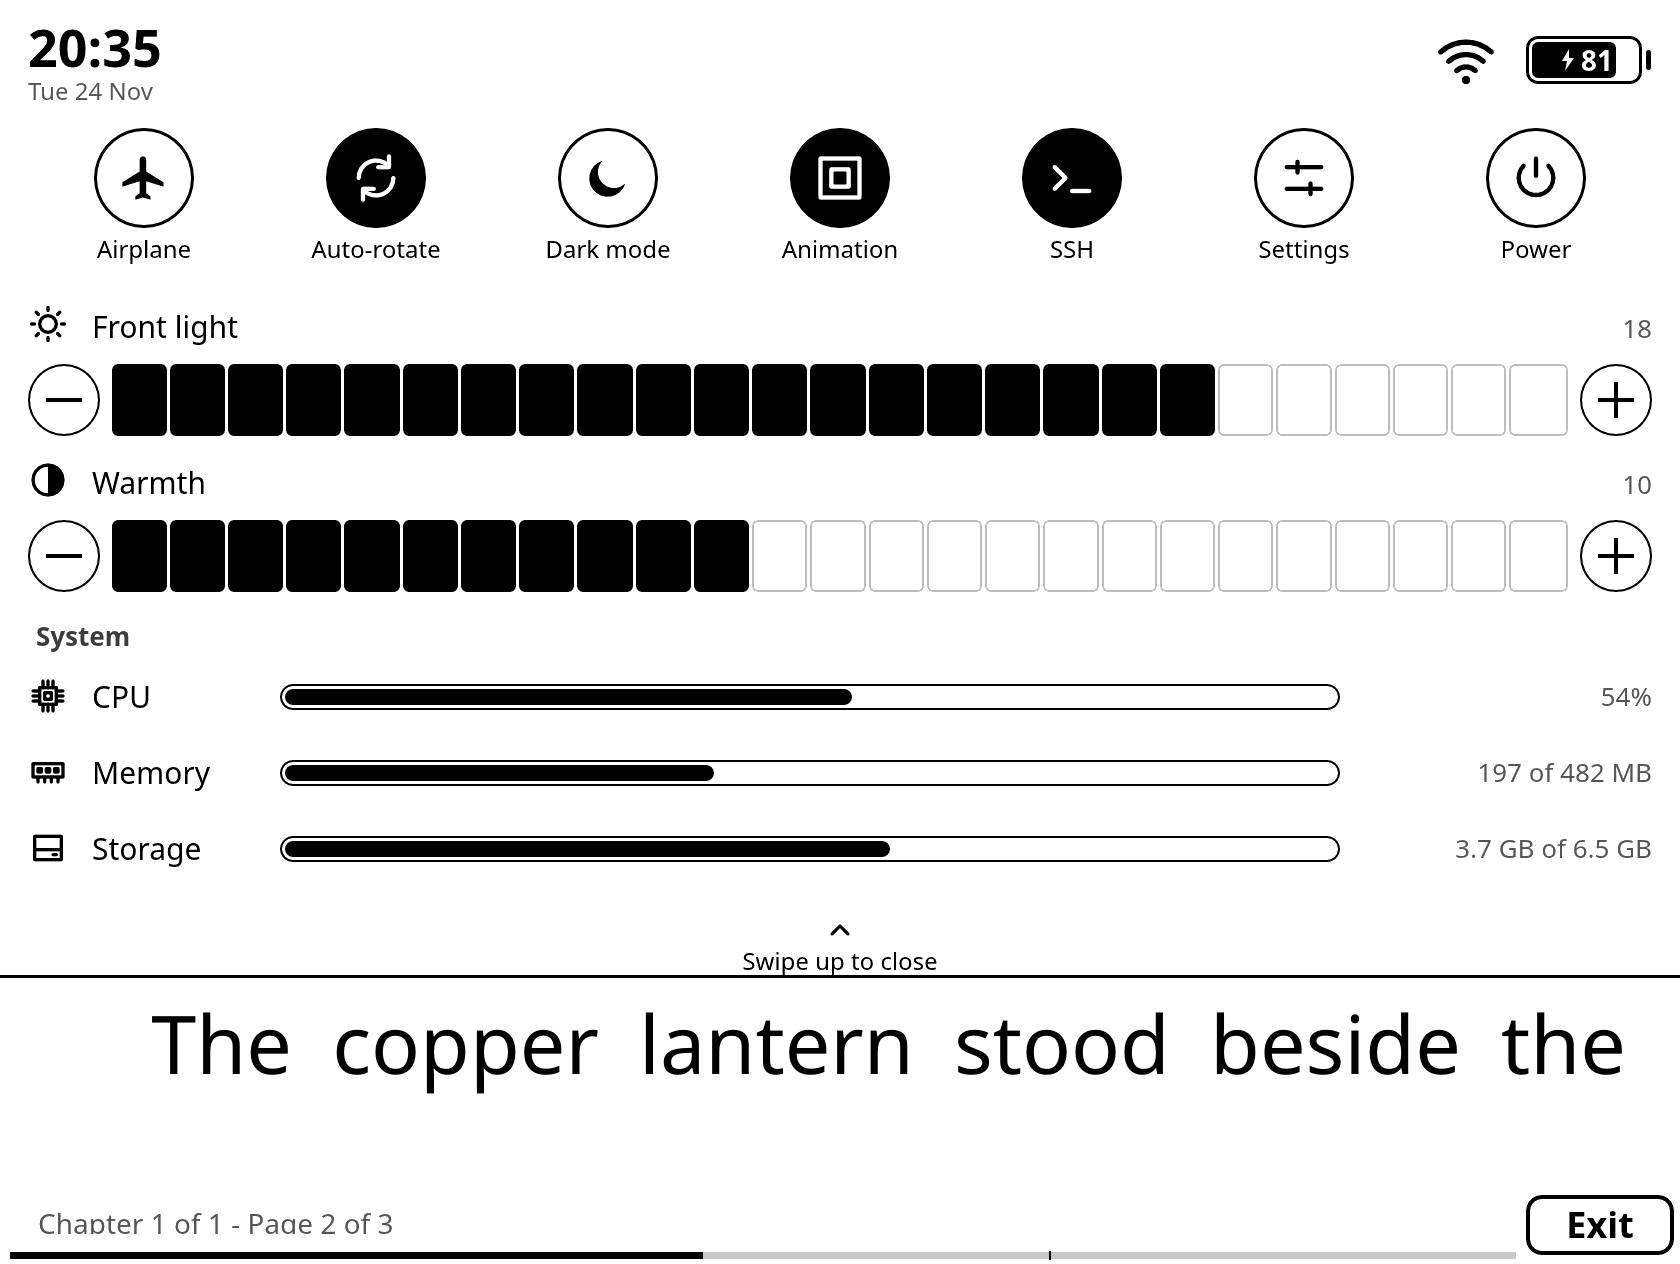 20:35
Tue 24 Nov
81
Airplane Auto-rotate Dark mode Animation SSH Settings Power
Front light 18
Warmth 10
System
CPU 54%
Memory 197 of 482 MB
Storage 3.7 GB of 6.5 GB
Swipe up to close
The copper lantern stood beside the
Chapter 1 of 1 - Page 2 of 3
Exit